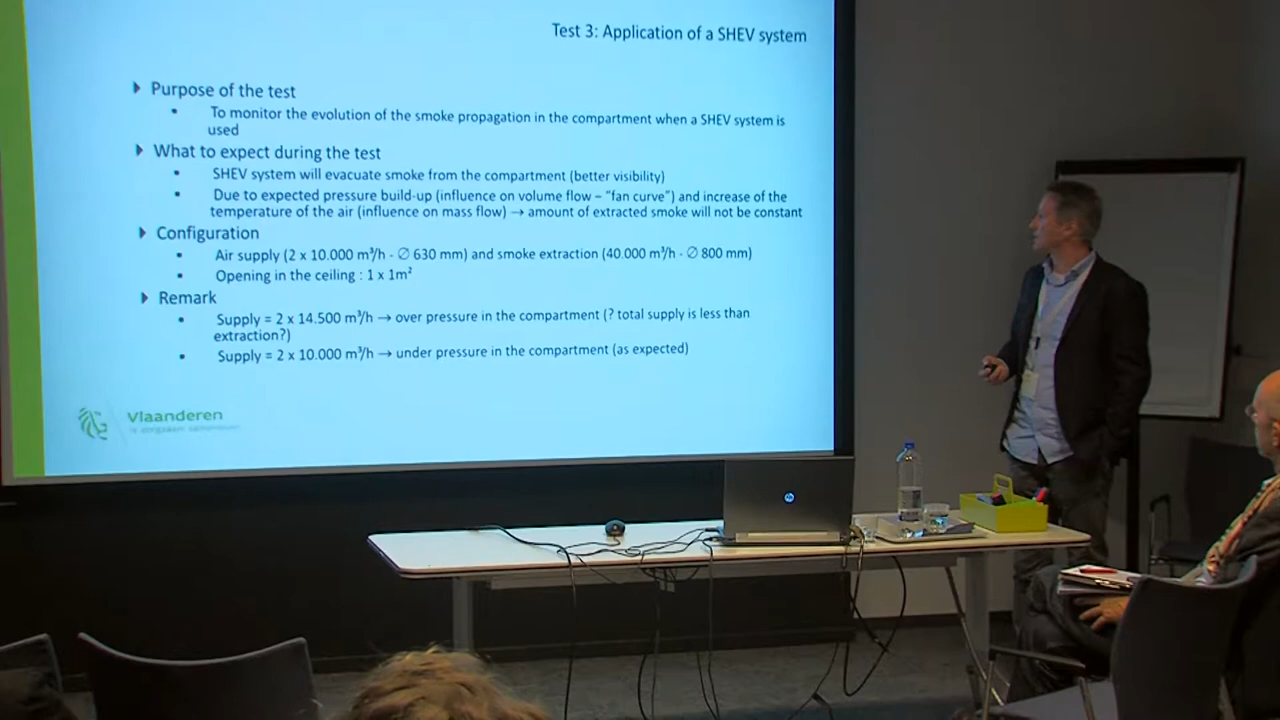 Test 3: Application of a SHEV system
Purpose of the test
To monitor the evolution of the smoke propagation in the compartment when a SHEV system is
used
What to expect during the test
SHEV system will evacuate smoke from the compartment (better visibility)
Due to expected pressure build-up (influence on volume flow – “fan curve”) and increase of the
temperature of the air (influence on mass flow) → amount of extracted smoke will not be constant
Configuration
Air supply (2 x 10.000 m³/h - ∅ 630 mm) and smoke extraction (40.000 m³/h - ∅ 800 mm)
Opening in the ceiling : 1 x 1m²
Remark
Supply = 2 x 14.500 m³/h → over pressure in the compartment (? total supply is less than
extraction?)
Supply = 2 x 10.000 m³/h → under pressure in the compartment (as expected)
Vlaanderen
hp